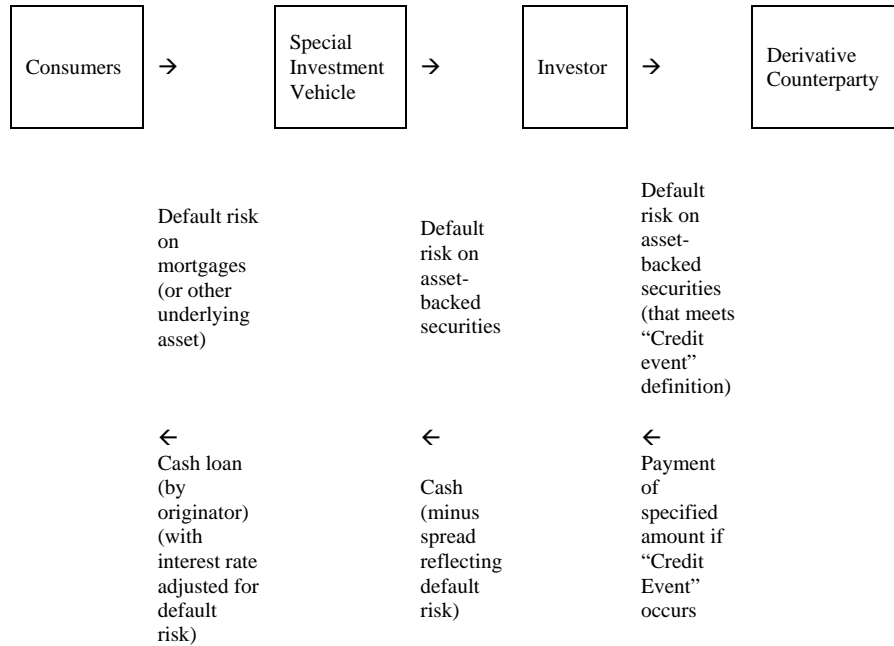 Consumers
→
Special
Investment
Vehicle
→
Investor
→
Derivative
Counterparty
Default risk
on
mortgages
(or other
underlying
asset)
Default
risk on
asset-
backed
securities
Default
risk on
asset-
backed
securities
(that meets
“Credit
event”
definition)
←
Cash loan
(by
originator)
(with
interest rate
adjusted for
default
risk)
←
Cash
(minus
spread
reflecting
default
risk)
←
Payment
of
specified
amount if
“Credit
Event”
occurs